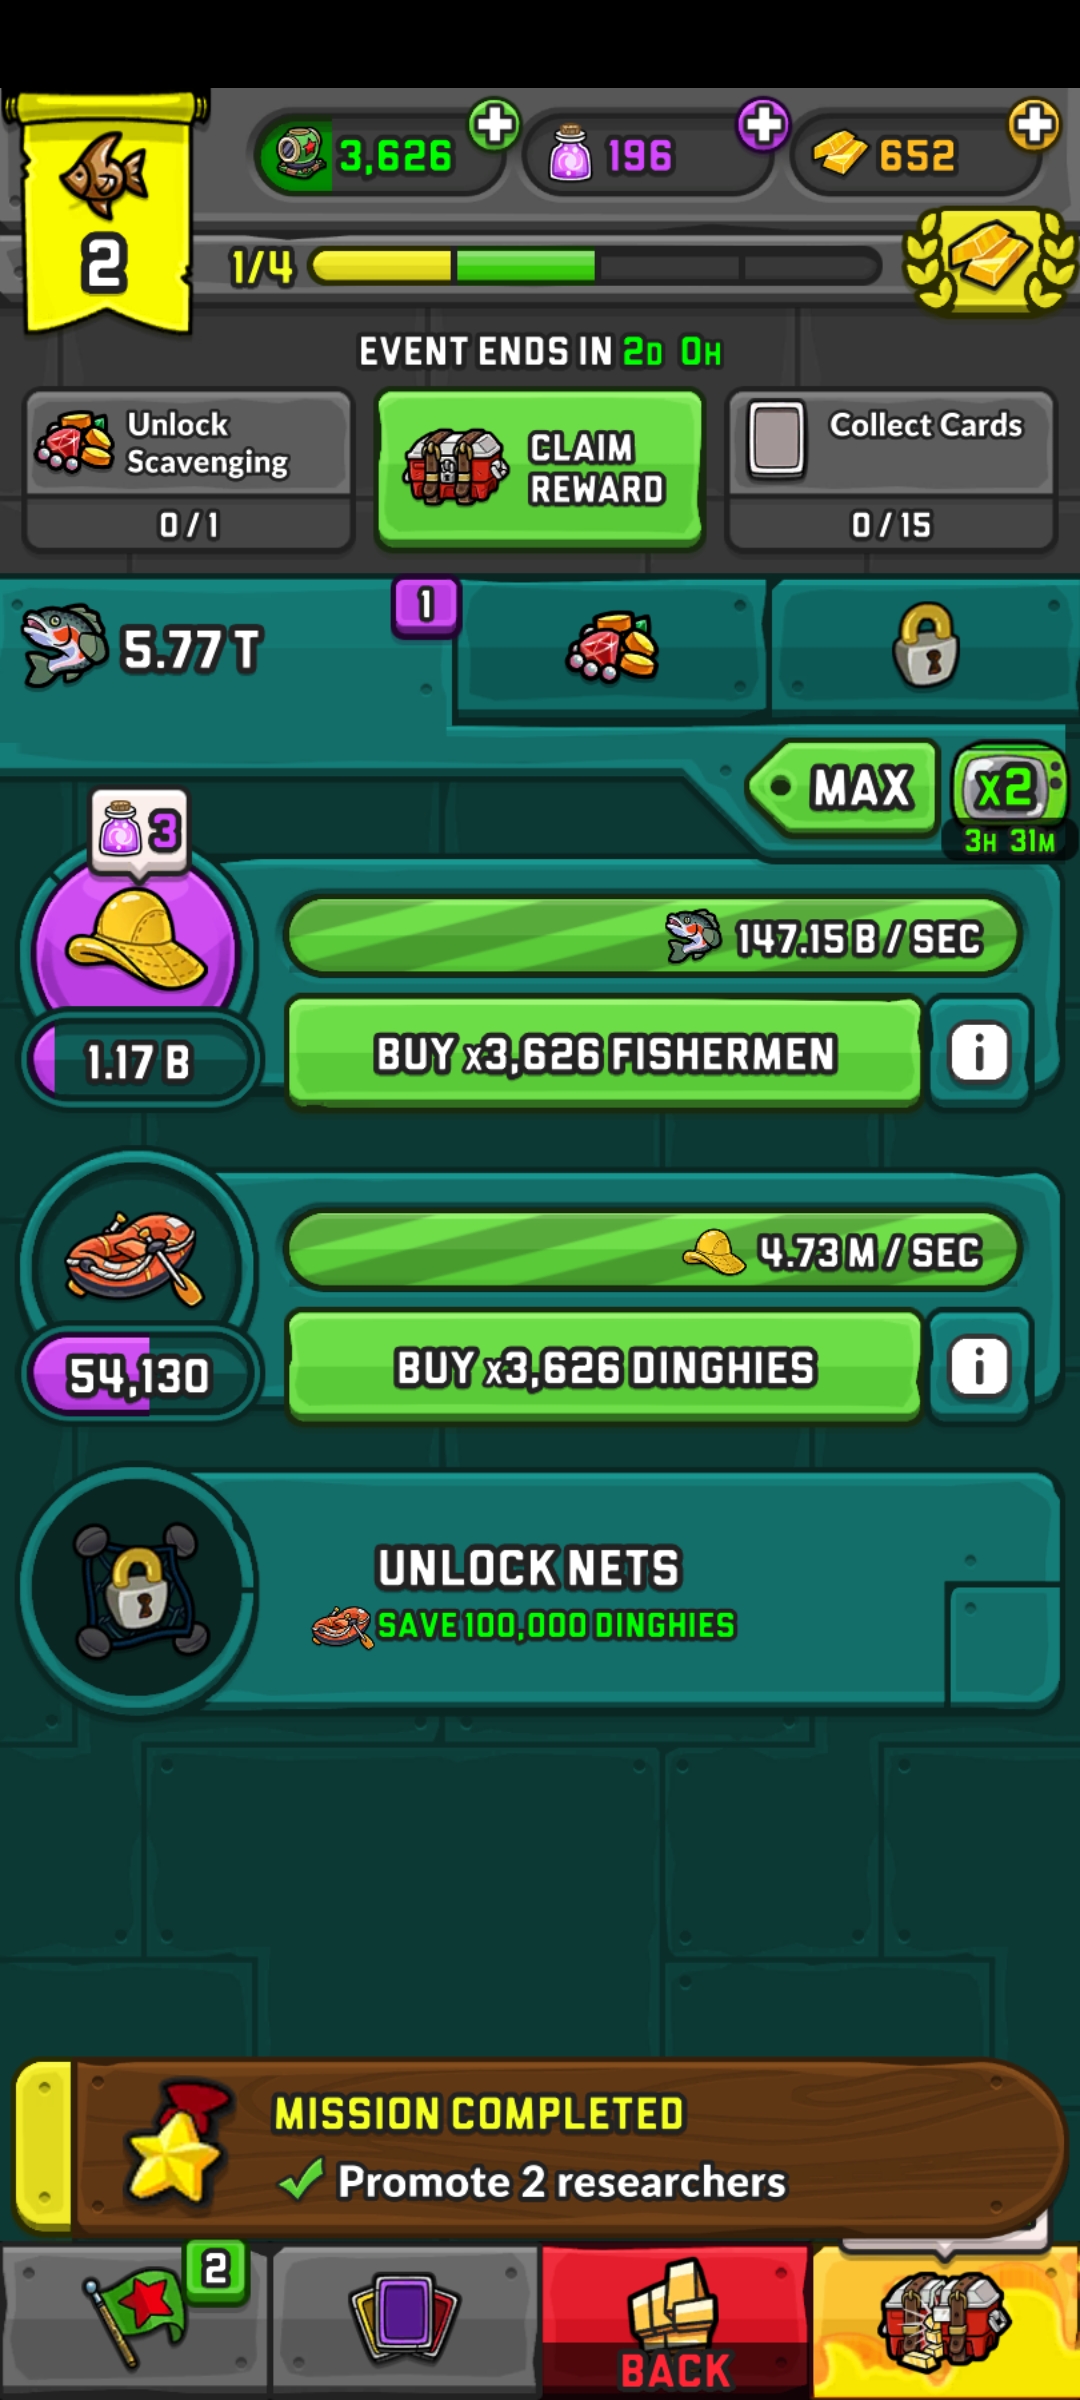 2
3,626
196
652
1/4
EVENT ENDS IN 2D 0H
Unlock
Scavenging
0 / 1
CLAIM
REWARD
Collect Cards
0 / 15
5.77 T
1
MAX
x2
3H 31M
3
147.15 B / SEC
1.17 B
BUY x3,626 FISHERMEN
i
4.73 M / SEC
54,130
BUY x3,626 DINGHIES
i
UNLOCK NETS
SAVE 100,000 DINGHIES
MISSION COMPLETED
Promote 2 researchers
2
BACK